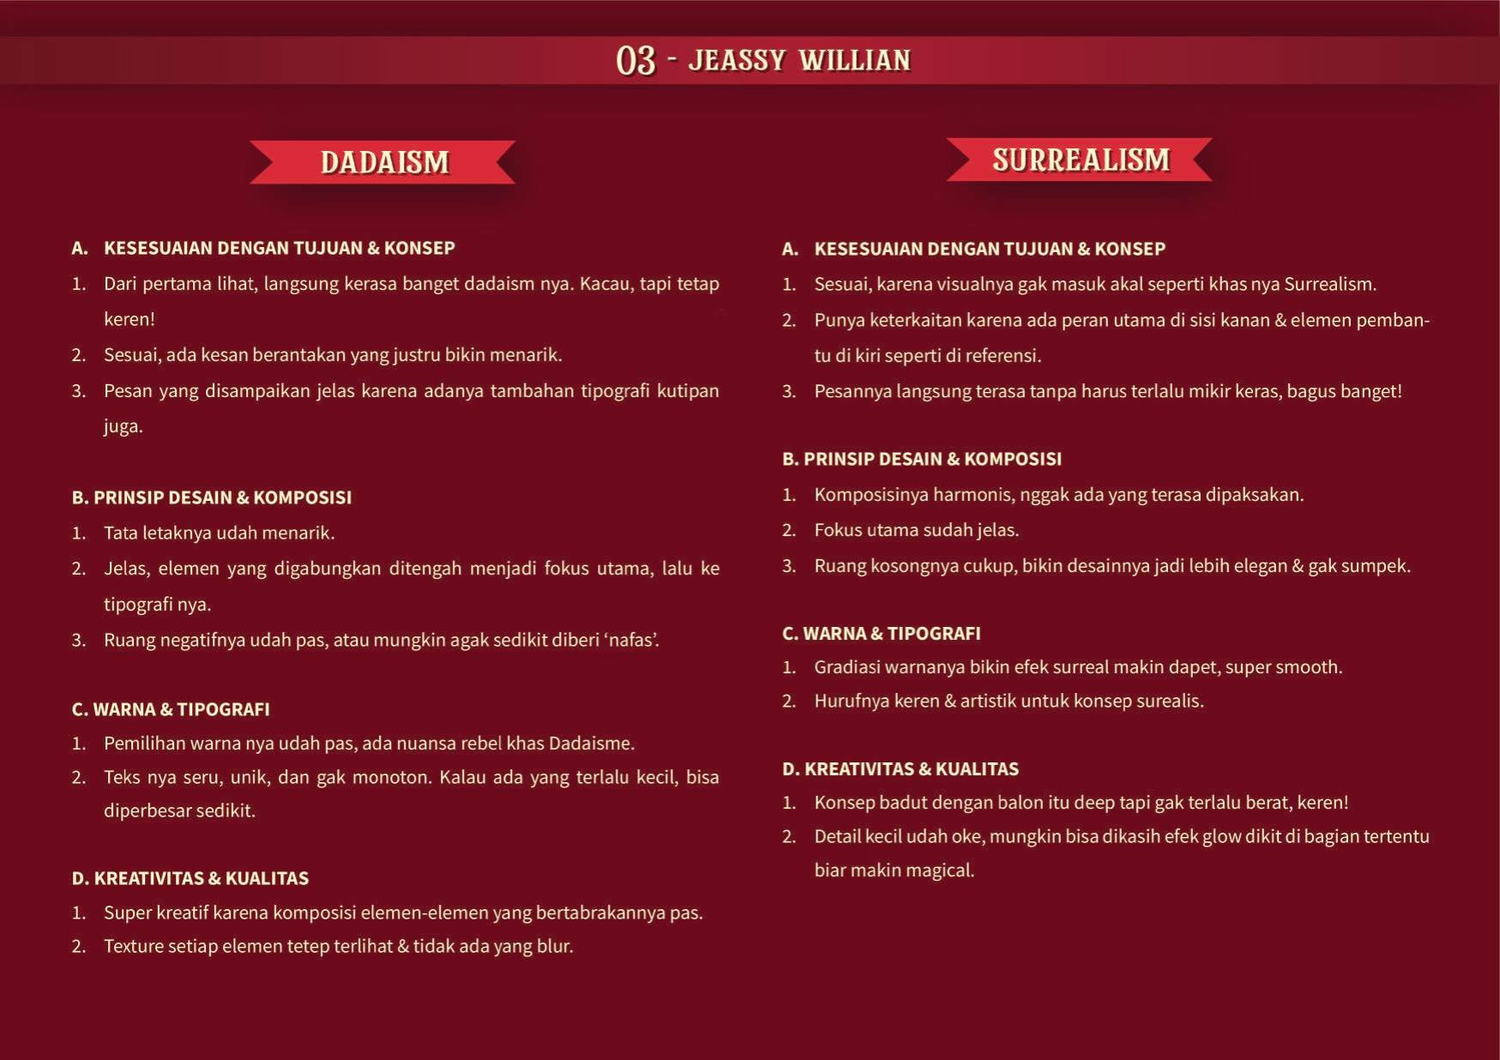 03 - JEASSY WILLIAN
DADAISM
A. KESESUAIAN DENGAN TUJUAN & KONSEP
1. Dari pertama lihat, langsung kerasa banget dadaism nya. Kacau, tapi tetap
keren!
2. Sesuai, ada kesan berantakan yang justru bikin menarik.
3. Pesan yang disampaikan jelas karena adanya tambahan tipografi kutipan
juga.
B. PRINSIP DESAIN & KOMPOSISI
1. Tata letaknya udah menarik.
2. Jelas, elemen yang digabungkan ditengah menjadi fokus utama, lalu ke
tipografi nya.
3. Ruang negatifnya udah pas, atau mungkin agak sedikit diberi ‘nafas’.
C. WARNA & TIPOGRAFI
1. Pemilihan warna nya udah pas, ada nuansa rebel khas Dadaisme.
2. Teks nya seru, unik, dan gak monoton. Kalau ada yang terlalu kecil, bisa
diperbesar sedikit.
D. KREATIVITAS & KUALITAS
1. Super kreatif karena komposisi elemen-elemen yang bertabrakannya pas.
2. Texture setiap elemen tetep terlihat & tidak ada yang blur.
SURREALISM
A. KESESUAIAN DENGAN TUJUAN & KONSEP
1. Sesuai, karena visualnya gak masuk akal seperti khas nya Surrealism.
2. Punya keterkaitan karena ada peran utama di sisi kanan & elemen pemban-
tu di kiri seperti di referensi.
3. Pesannya langsung terasa tanpa harus terlalu mikir keras, bagus banget!
B. PRINSIP DESAIN & KOMPOSISI
1. Komposisinya harmonis, nggak ada yang terasa dipaksakan.
2. Fokus utama sudah jelas.
3. Ruang kosongnya cukup, bikin desainnya jadi lebih elegan & gak sumpek.
C. WARNA & TIPOGRAFI
1. Gradiasi warnanya bikin efek surreal makin dapet, super smooth.
2. Hurufnya keren & artistik untuk konsep surealis.
D. KREATIVITAS & KUALITAS
1. Konsep badut dengan balon itu deep tapi gak terlalu berat, keren!
2. Detail kecil udah oke, mungkin bisa dikasih efek glow dikit di bagian tertentu
biar makin magical.